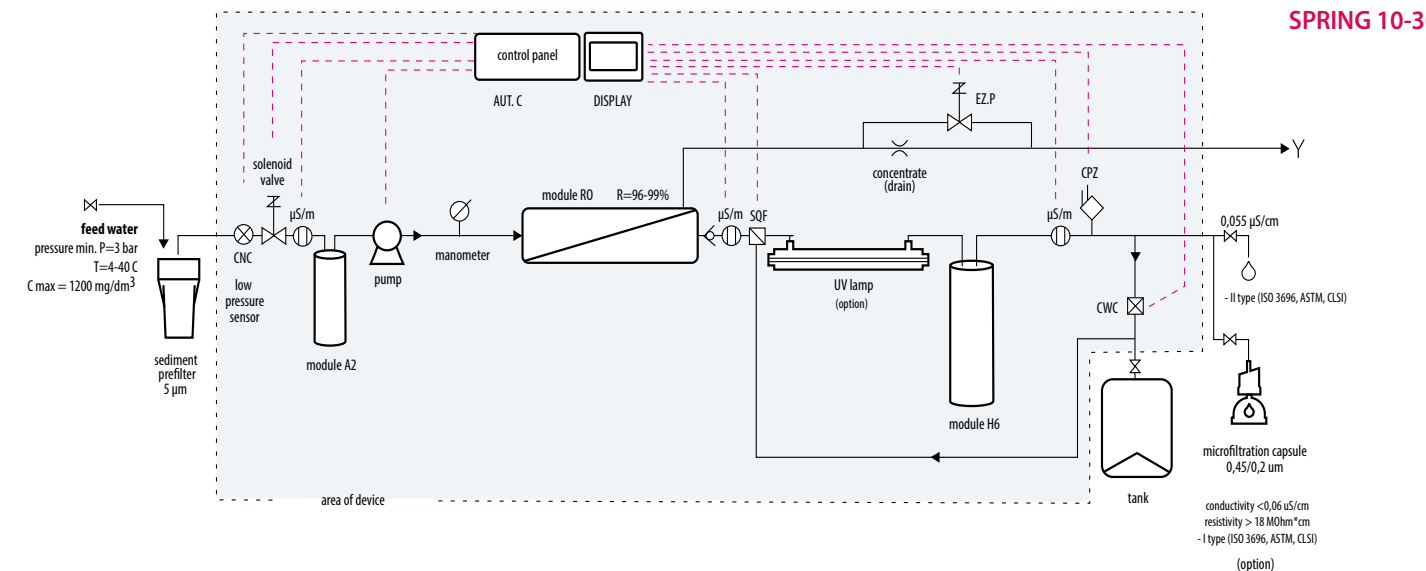 SPRING 10-3
control panel
AUT. C
DISPLAY
EZ.P
solenoid
valve
µS/m
feed water
pressure min. P=3 bar
T=4-40 C
C max = 1200 mg/dm3
CNC
low
pressure
sensor
sediment
prefilter
5 µm
module A2
pump
manometer
module RO
R=96-99%
µS/m
SQF
concentrate
(drain)
CPZ
µS/m
UV lamp
(option)
module H6
CWC
0,055 µS/cm
- II type (ISO 3696, ASTM, CLSI)
tank
microfiltration capsule
0,45/0,2 um
conductivity <0,06 uS/cm
resistivity > 18 MOhm*cm
- I type (ISO 3696, ASTM, CLSI)
(option)
area of device